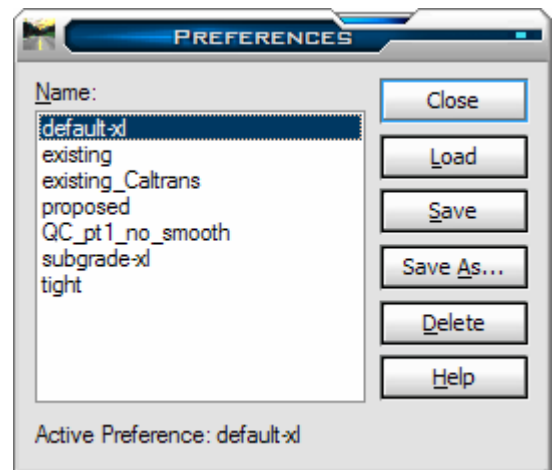 PREFERENCES
Name:
default-xl
existing
existing_Caltrans
proposed
QC_pt1_no_smooth
subgrade-xl
tight
Close
Load
Save
Save As...
Delete
Help
Active Preference: default-xl